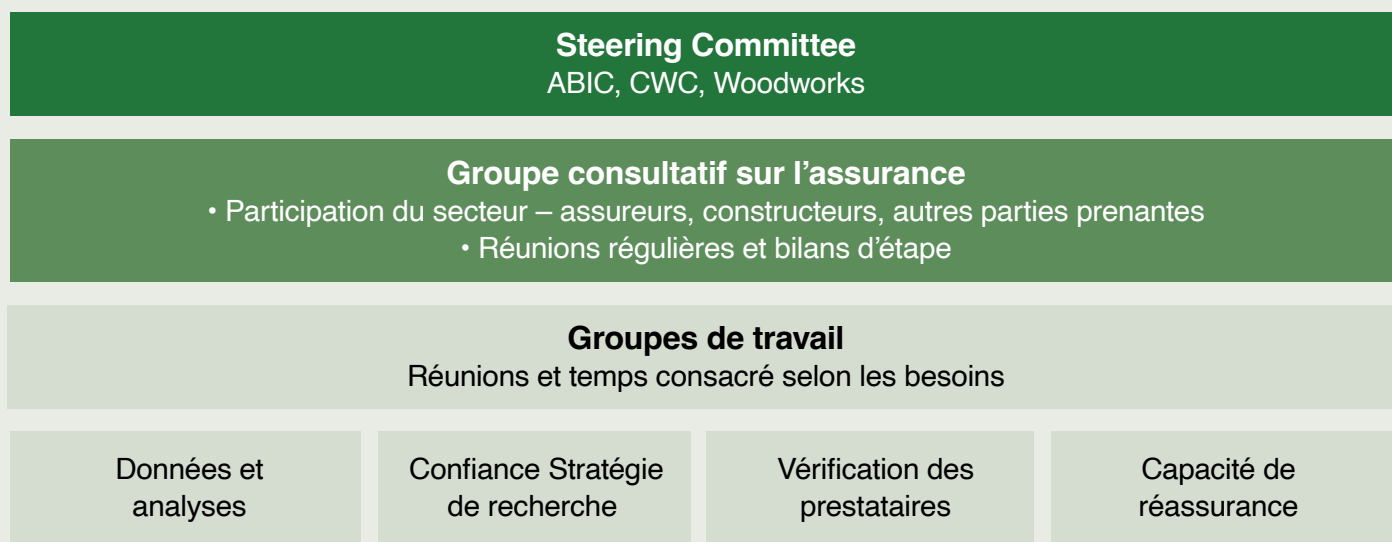 Steering Committee
ABIC, CWC, Woodworks
Groupe consultatif sur l’assurance
• Participation du secteur – assureurs, constructeurs, autres parties prenantes
• Réunions régulières et bilans d’étape
Groupes de travail
Réunions et temps consacré selon les besoins
Données et
analyses
Confiance Stratégie
de recherche
Vérification des
prestataires
Capacité de
réassurance